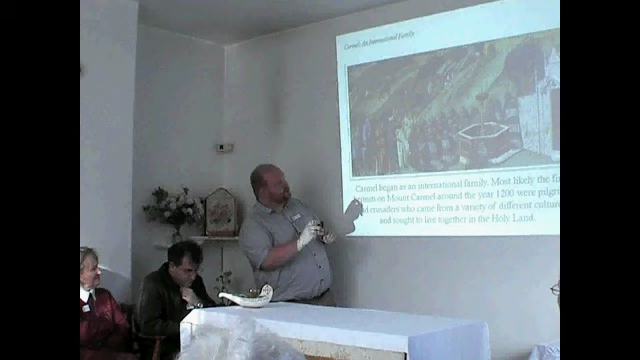 Carmel: An International Family
Carmel began as an international family. Most likely the fi
on Mount Carmel around the year 1200 were pilgr
crusaders who came from a variety of different cultur
and sought to live together in the Holy Land.